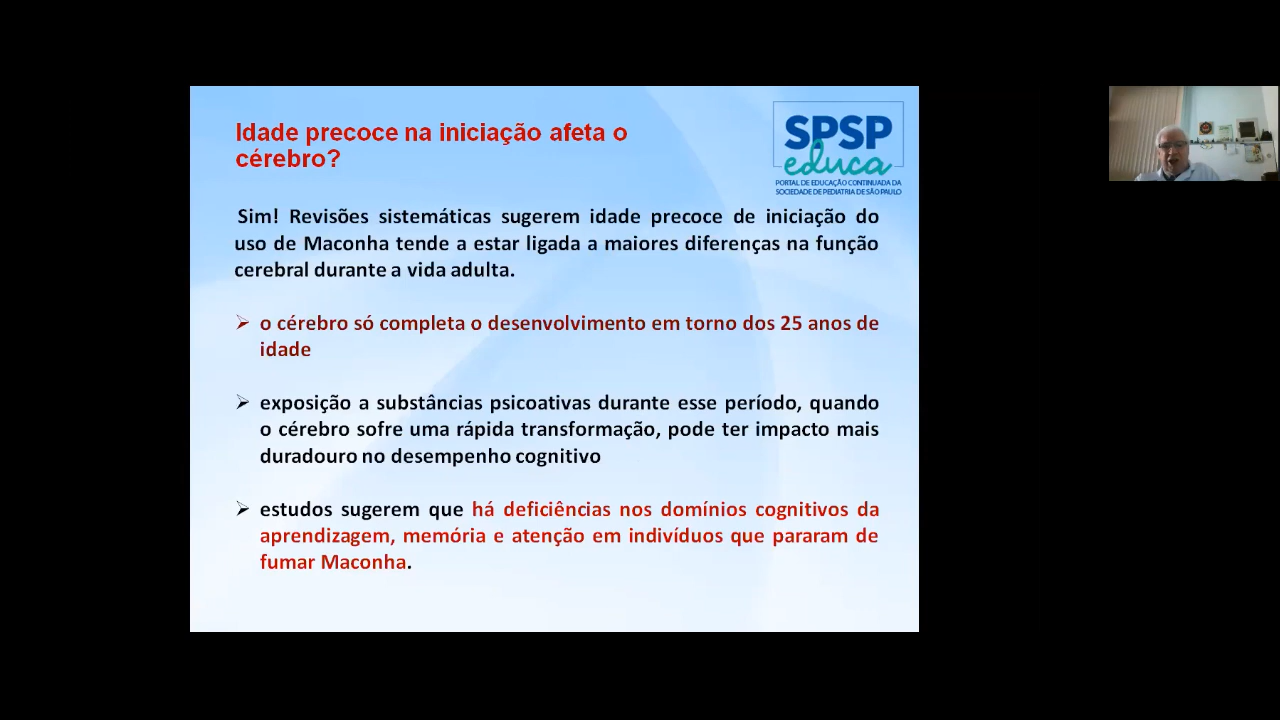 Idade precoce na iniciação afeta o
cérebro?
SPSP
educa
PORTAL DE EDUCAÇÃO CONTINUADA DA
SOCIEDADE DE PEDIATRIA DE SÃO PAULO
Sim! Revisões sistemáticas sugerem idade precoce de iniciação do
uso de Maconha tende a estar ligada a maiores diferenças na função
cerebral durante a vida adulta.
➢ o cérebro só completa o desenvolvimento em torno dos 25 anos de
idade
➢ exposição a substâncias psicoativas durante esse período, quando
o cérebro sofre uma rápida transformação, pode ter impacto mais
duradouro no desempenho cognitivo
➢ estudos sugerem que há deficiências nos domínios cognitivos da
aprendizagem, memória e atenção em indivíduos que pararam de
fumar Maconha.